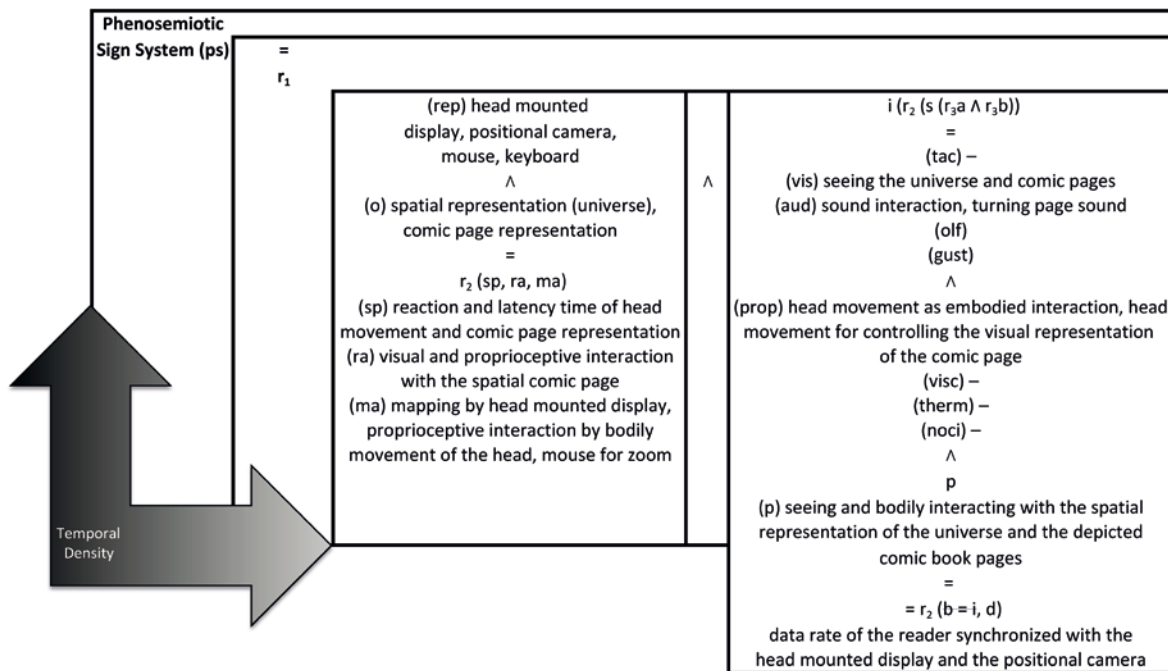 Phenosemiotic
Sign System (ps)
=
r₁
(rep) head mounted
display, positional camera,
mouse, keyboard
∧
(o) spatial representation (universe),
comic page representation
=
r₂ (sp, ra, ma)
(sp) reaction and latency time of head
movement and comic page representation
(ra) visual and proprioceptive interaction
with the spatial comic page
(ma) mapping by head mounted display,
proprioceptive interaction by bodily
movement of the head, mouse for zoom
∧
i (r₂ (s (r₃a ∧ r₃b))
=
(tac) –
(vis) seeing the universe and comic pages
(aud) sound interaction, turning page sound
(olf)
(gust)
∧
(prop) head movement as embodied interaction, head
movement for controlling the visual representation
of the comic page
(visc) –
(therm) –
(noci) –
∧
p
(p) seeing and bodily interacting with the spatial
representation of the universe and the depicted
comic book pages
=
= r₂ (b = i, d)
data rate of the reader synchronized with the
head mounted display and the positional camera
Temporal
Density